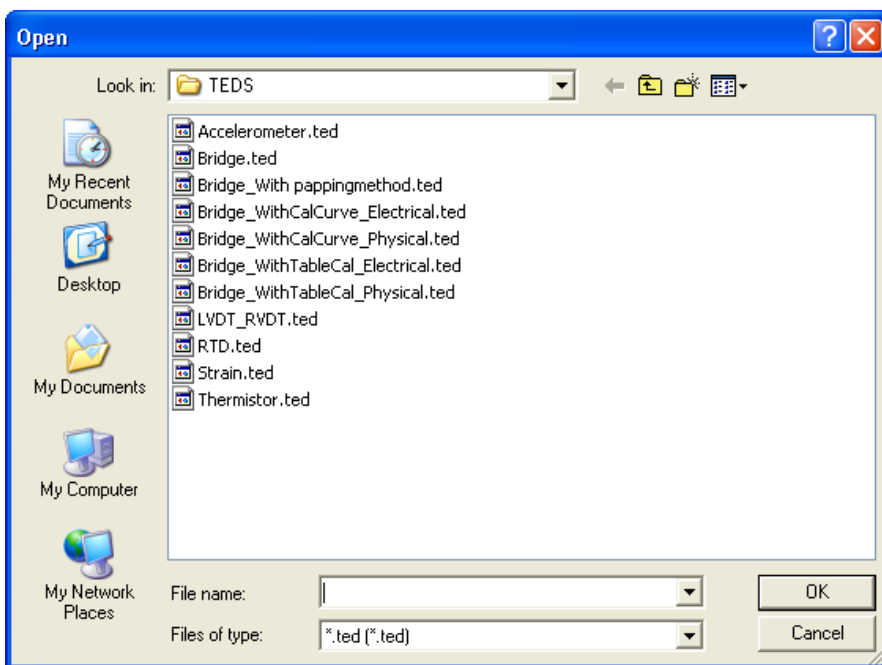 Open
Look in:
TEDS
My Recent
Documents
Desktop
My Documents
My Computer
My Network
Places
Accelerometer.ted
Bridge.ted
Bridge_With pappingmethod.ted
Bridge_WithCalCurve_Electrical.ted
Bridge_WithCalCurve_Physical.ted
Bridge_WithTableCal_Electrical.ted
Bridge_WithTableCal_Physical.ted
LVDT_RVDT.ted
RTD.ted
Strain.ted
Thermistor.ted
File name:
OK
Files of type:
*.ted (*.ted)
Cancel